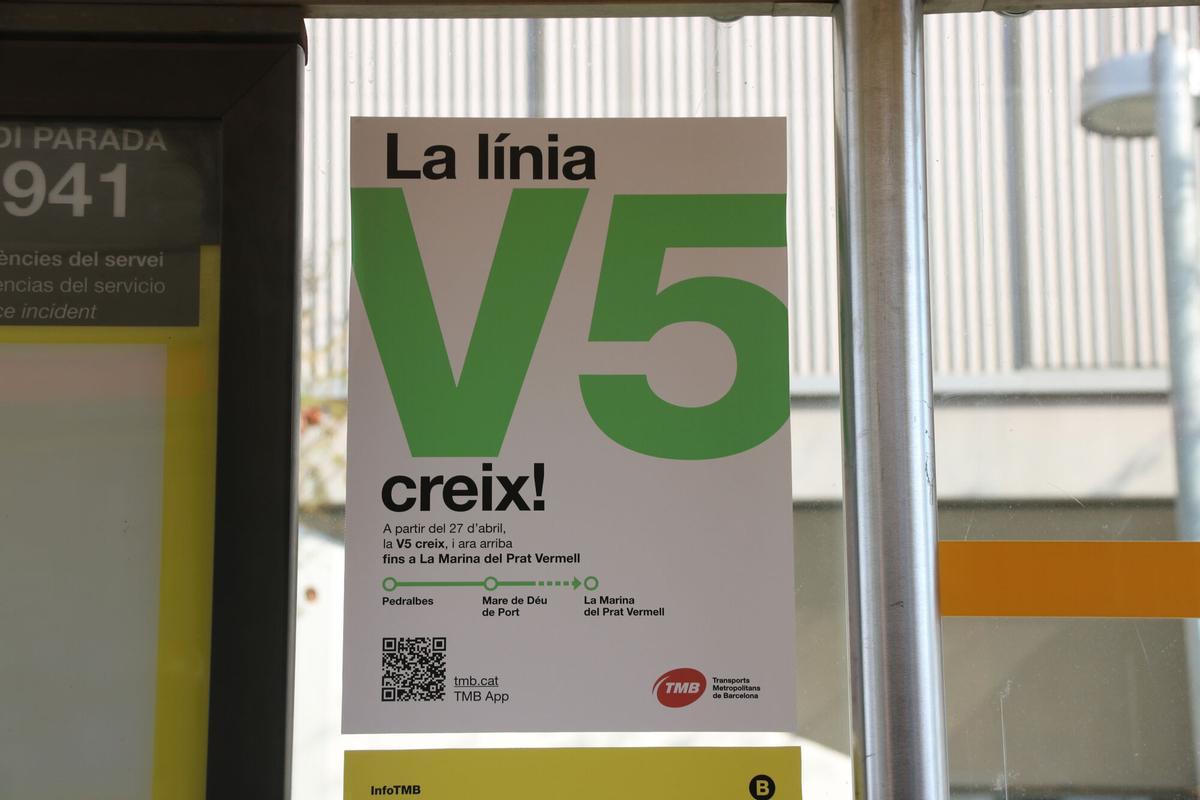 DI PARADA
941
ències del servei
encias del servicio
ce incident
La línia
V5
creix!
A partir del 27 d'abril,
la V5 creix, i ara arriba
fins a La Marina del Prat Vermell
Pedralbes
Mare de Déu
de Port
La Marina
del Prat Vermell
tmb.cat
TMB App
TMB
Transports
Metropolitans
de Barcelona
InfoTMB
B